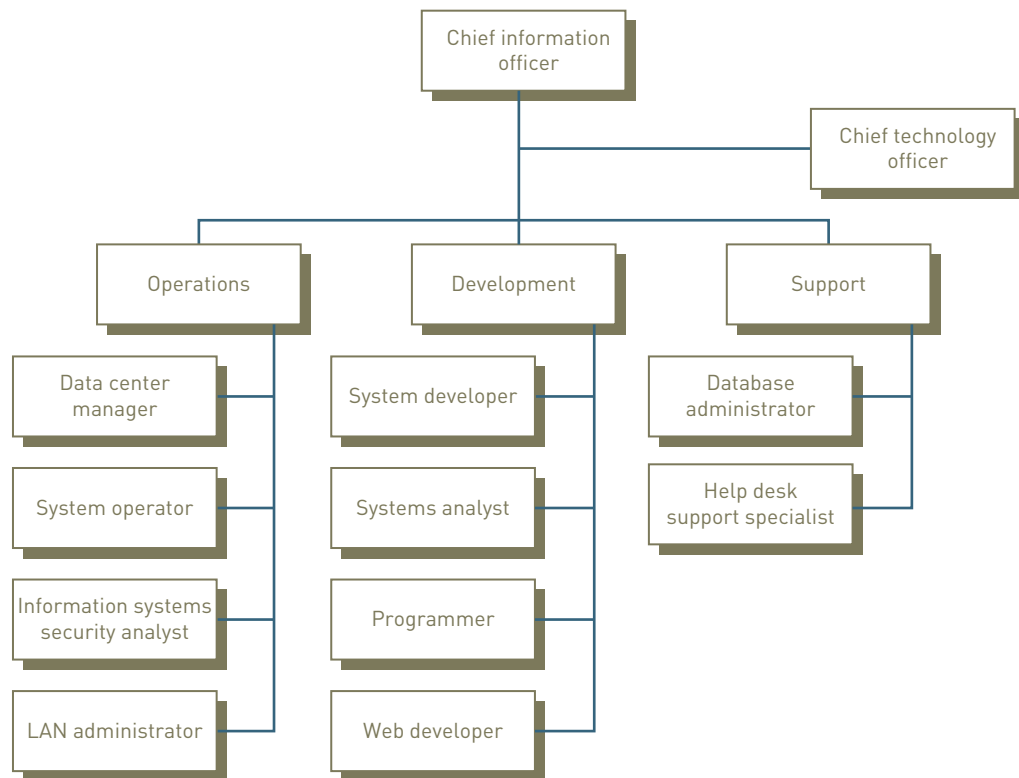 Chief information
officer
Chief technology
officer
Operations
Development
Support
Data center
manager
System developer
Database
administrator
System operator
Systems analyst
Help desk
support specialist
Information systems
security analyst
Programmer
LAN administrator
Web developer